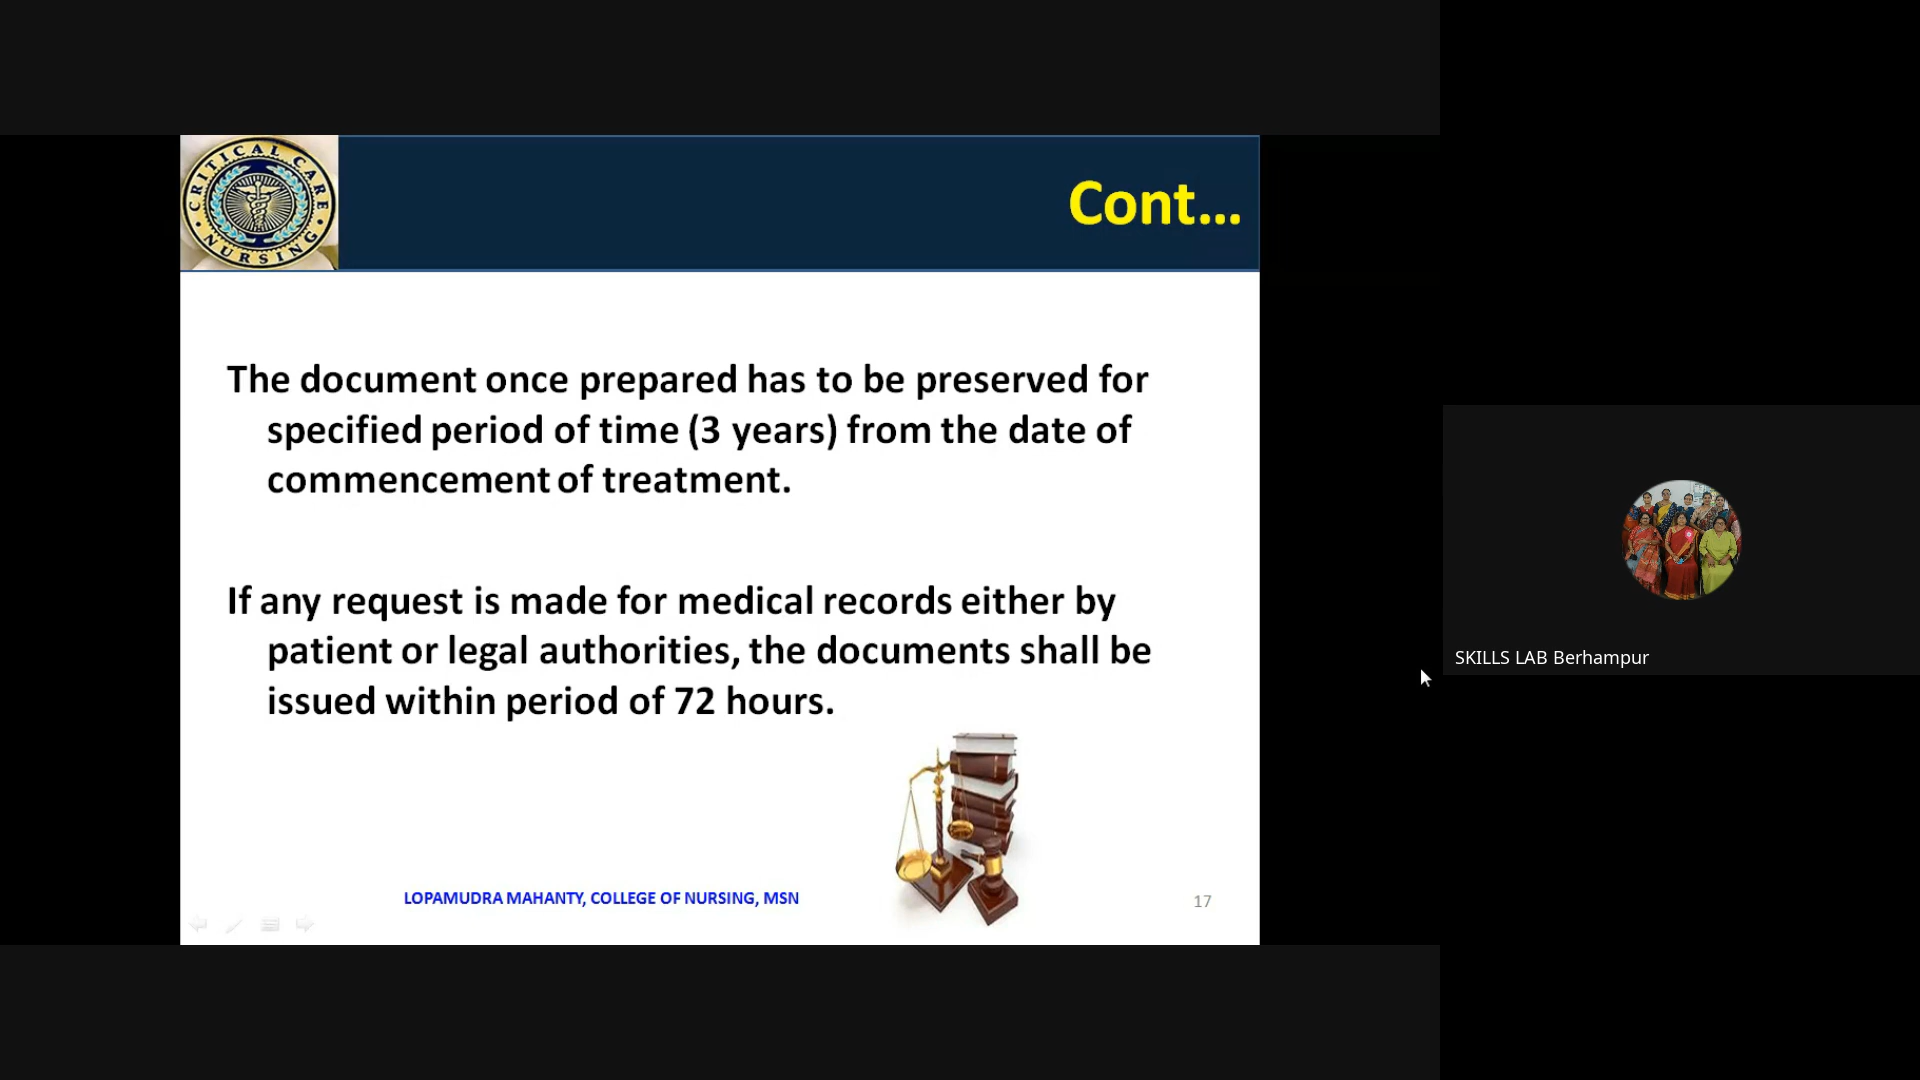 CRITICAL CARE
NURSING
Cont...
The document once prepared has to be preserved for
specified period of time (3 years) from the date of
commencement of treatment.
If any request is made for medical records either by
patient or legal authorities, the documents shall be
issued within period of 72 hours.
SKILLS LAB Berhampur
LOPAMUDRA MAHANTY, COLLEGE OF NURSING, MSN
17